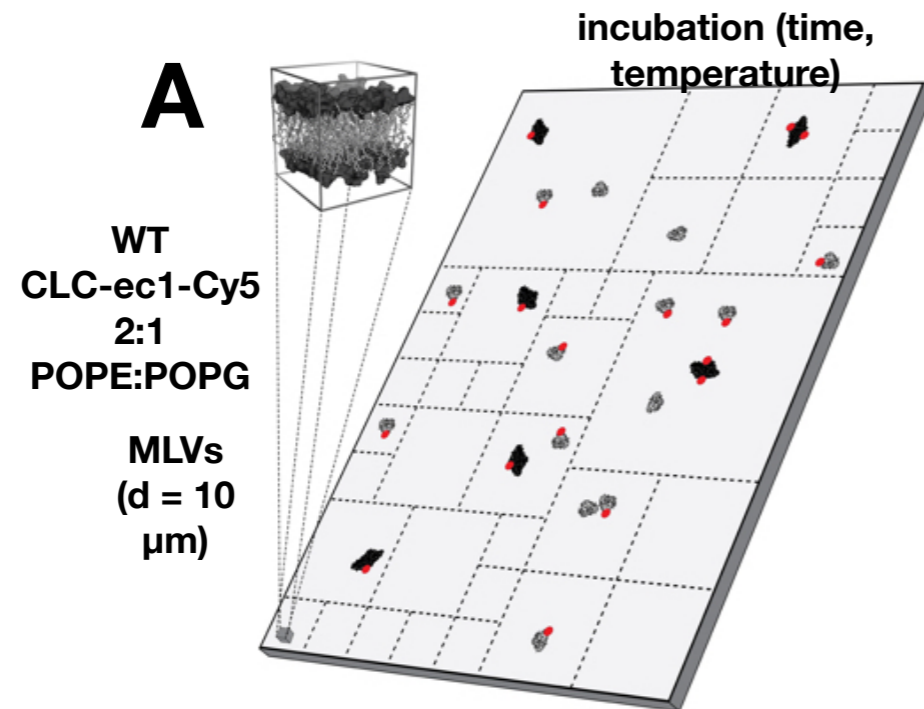 incubation (time,
temperature)
A
WT
CLC-ec1-Cy5
2:1
POPE:POPG
MLVs
(d = 10
μm)